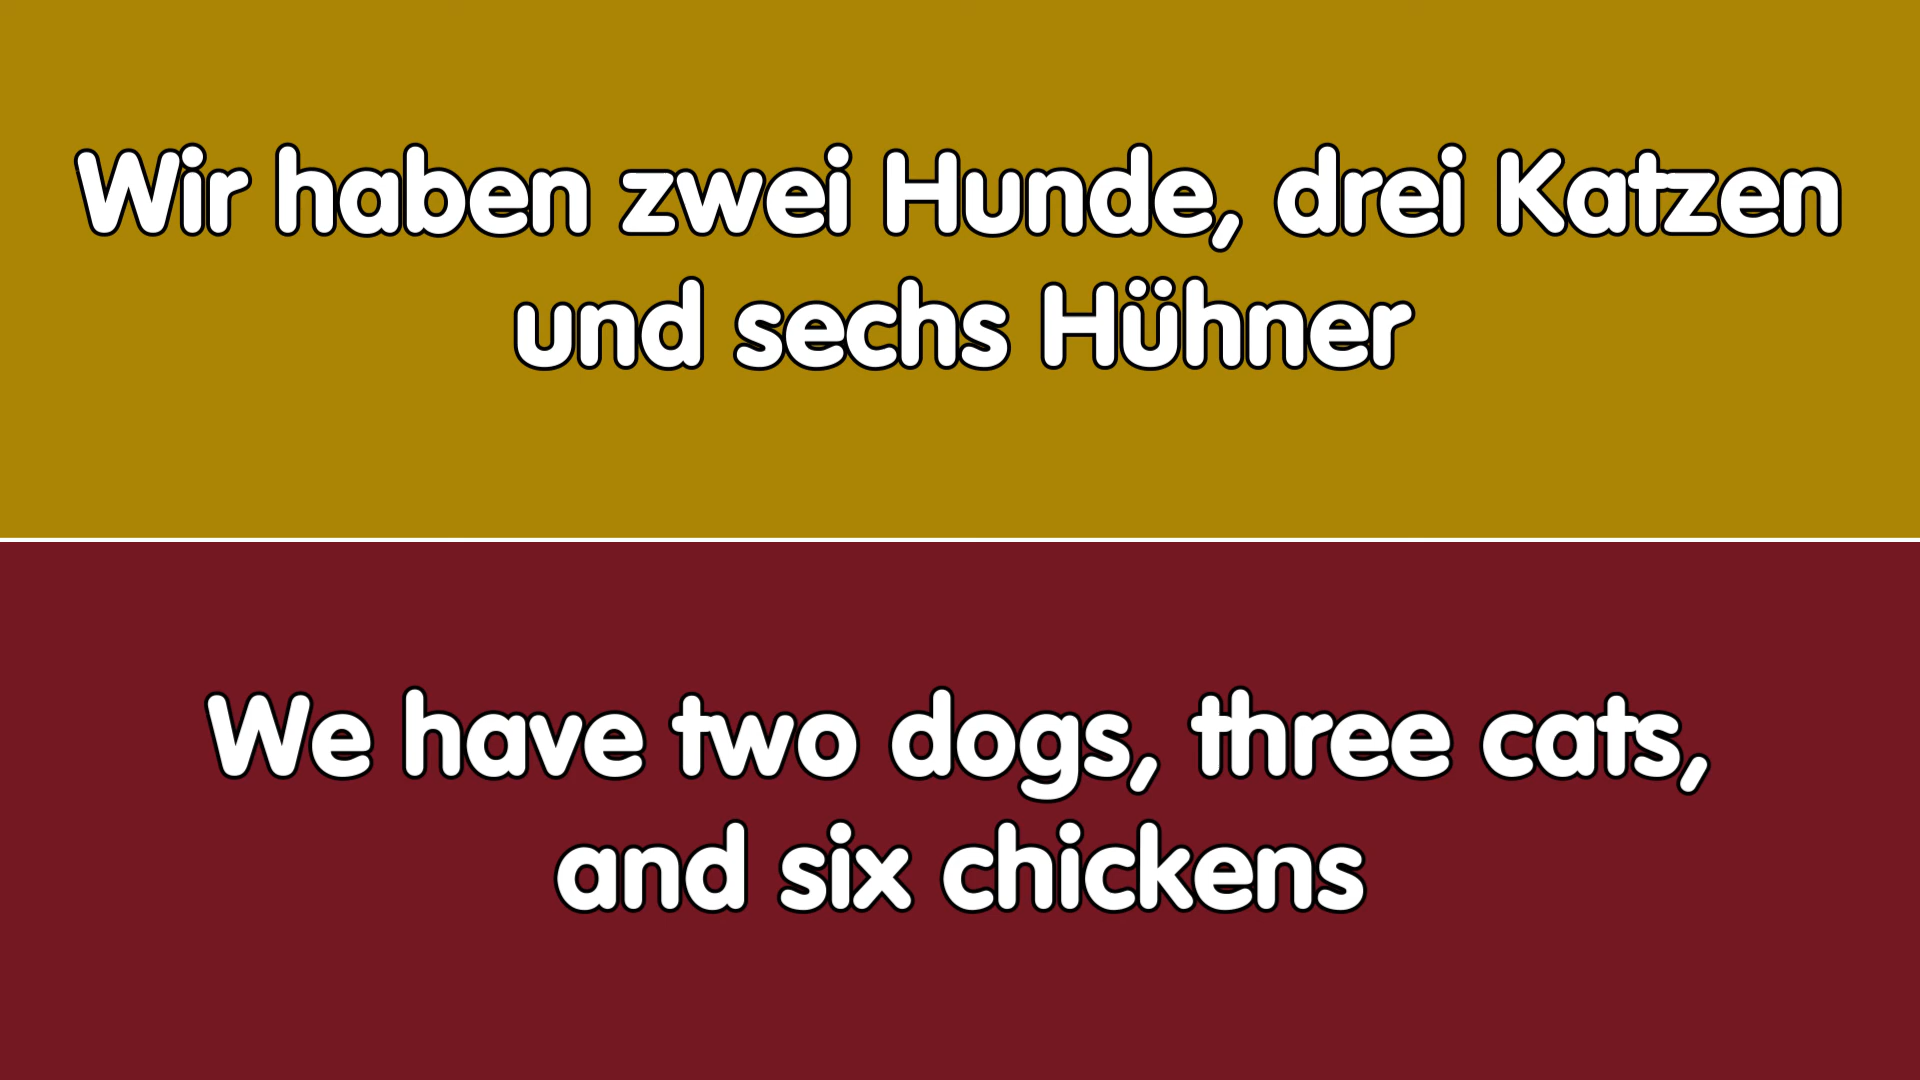 Wir haben zwei Hunde, drei Katzen
und sechs Hühner
We have two dogs, three cats,
and six chickens